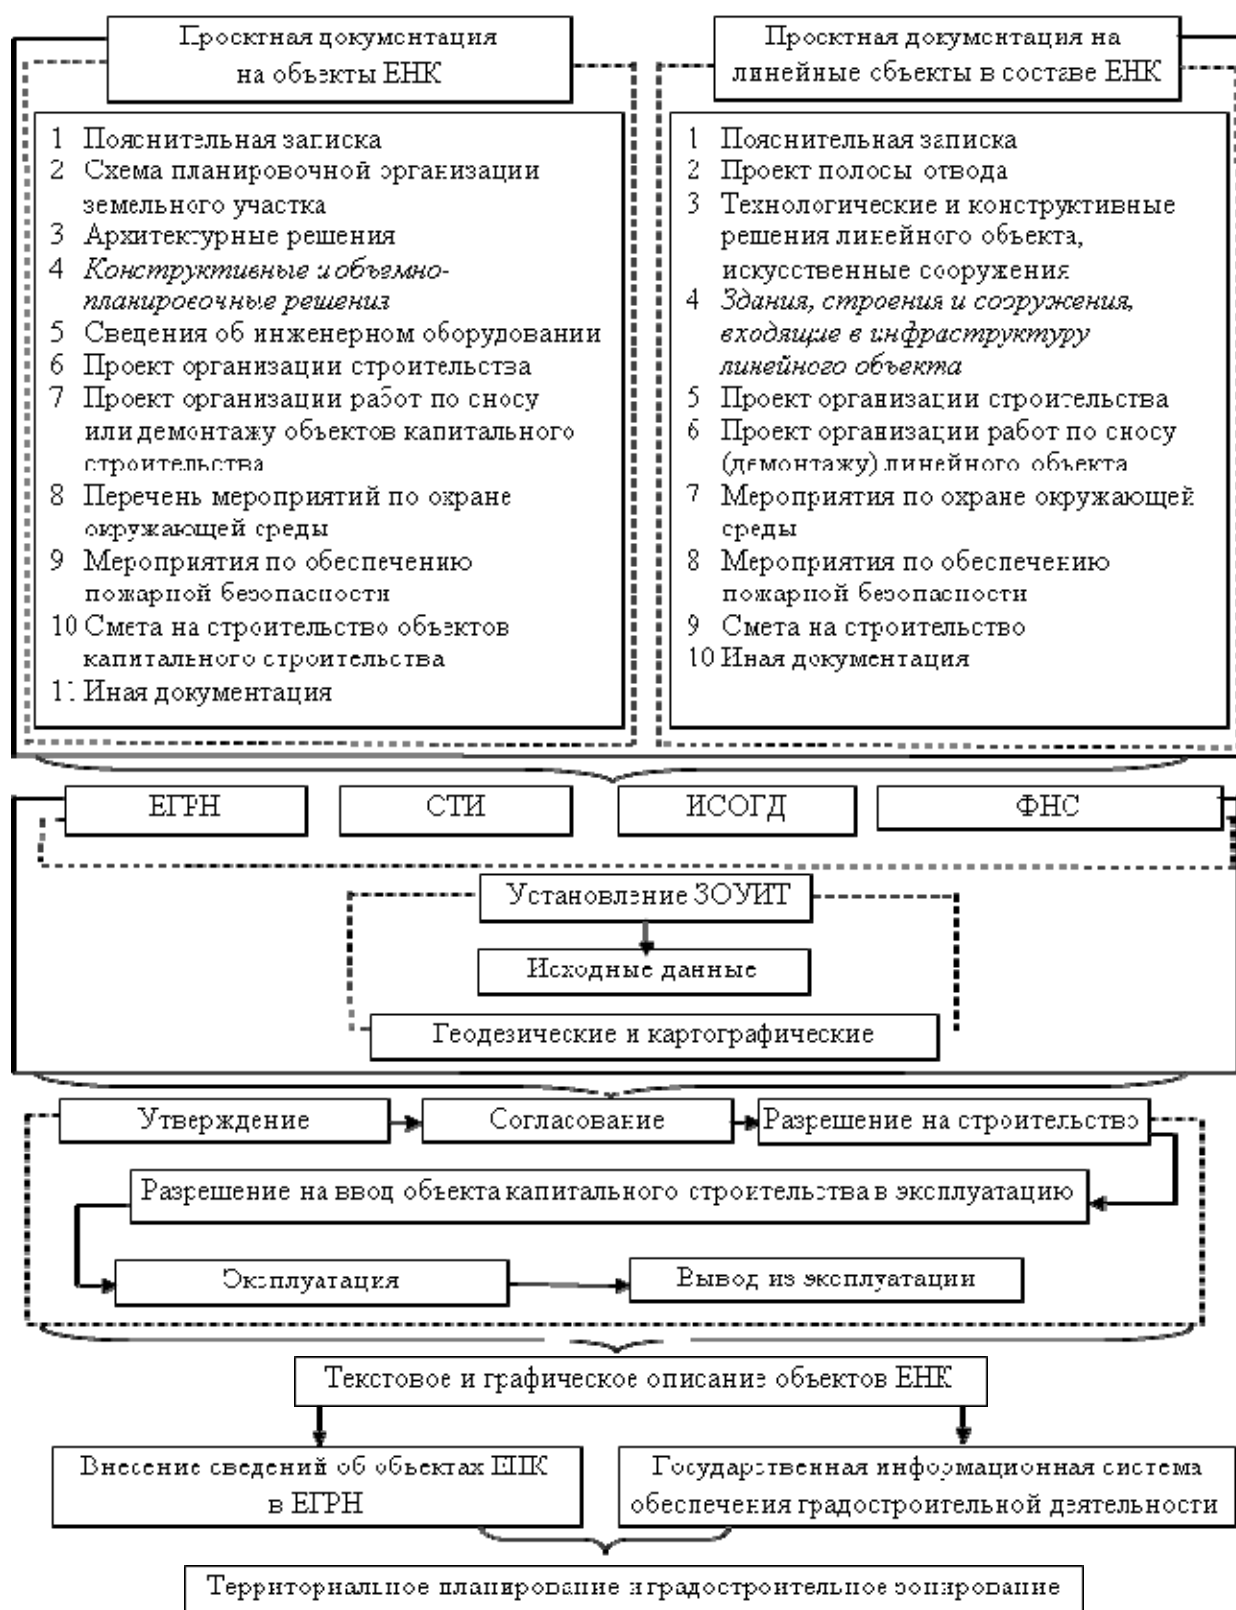 Проектная документация
на объекты ЕНК
1 Пояснительная записка
2 Схема планировочной организации
земельного участка
3 Архитектурные решения
4 Конструктивные и объемно-
планировочные решения
5 Сведения об инженерном оборудовании
6 Проект организации строительства
7 Проект организации работ по сносу
или демонтажу объектов капитального
строительства
8 Перечень мероприятий по охране
окружающей среды
9 Мероприятия по обеспечению
пожарной безопасности
10 Смета на строительство объектов
капитального строительства
11 Иная документация
Проектная документация на
линейные объекты в составе ЕНК
1 Пояснительная записка
2 Проект полосы отвода
3 Технологические и конструктивные
решения линейного объекта,
искусственные сооружения
4 Здания, строения и сооружения,
входящие в инфраструктуру
линейного объекта
5 Проект организации строительства
6 Проект организации работ по сносу
(демонтажу) линейного объекта
7 Мероприятия по охране окружающей
среды
8 Мероприятия по обеспечению
пожарной безопасности
9 Смета на строительство
10 Иная документация
ЕГРН
СТИ
ИСОГД
ФНС
Установление ЗОУИТ
Исходные данные
Геодезические и картографические
Утверждение
Согласование
Разрешение на строительство
Разрешение на ввод объекта капитального строительства в эксплуатацию
Эксплуатация
Вывод из эксплуатации
Текстовое и графическое описание объектов ЕНК
Внесение сведений об объектах ЕНК
в ЕГРН
Государственная информационная система
обеспечения градостроительной деятельности
Территориальное планирование и градостроительное зонирование